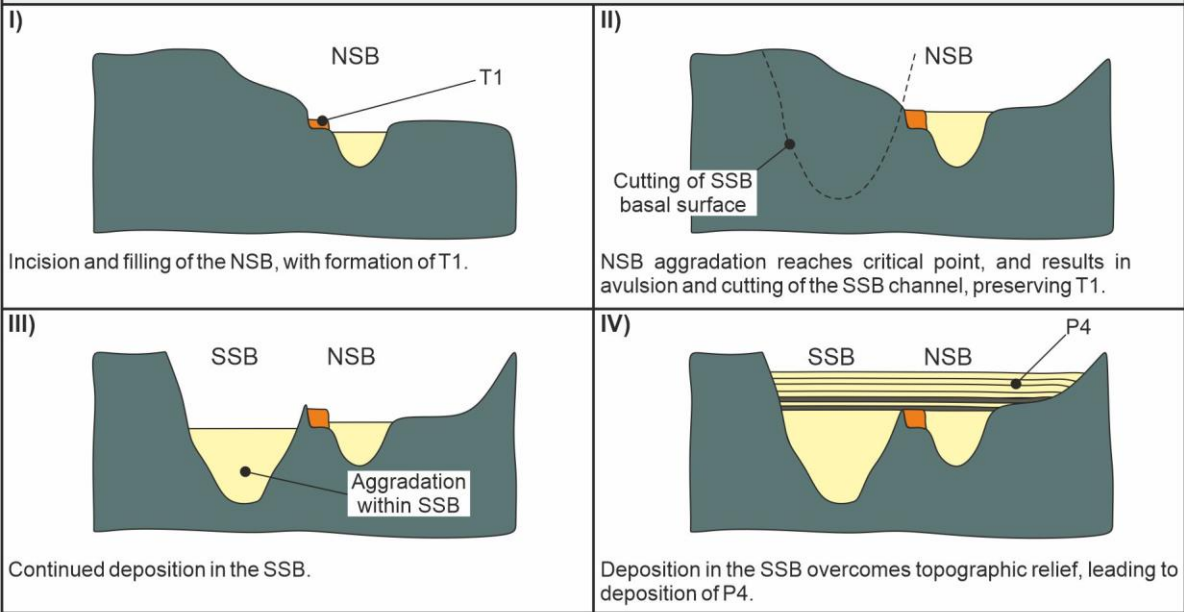 I)
NSB
T1
Incision and filling of the NSB, with formation of T1.
II)
NSB
Cutting of SSB
basal surface
NSB aggradation reaches critical point, and results in
avulsion and cutting of the SSB channel, preserving T1.
III)
SSB
NSB
Aggradation
within SSB
Continued deposition in the SSB.
IV)
P4
SSB
NSB
Deposition in the SSB overcomes topographic relief, leading to
deposition of P4.